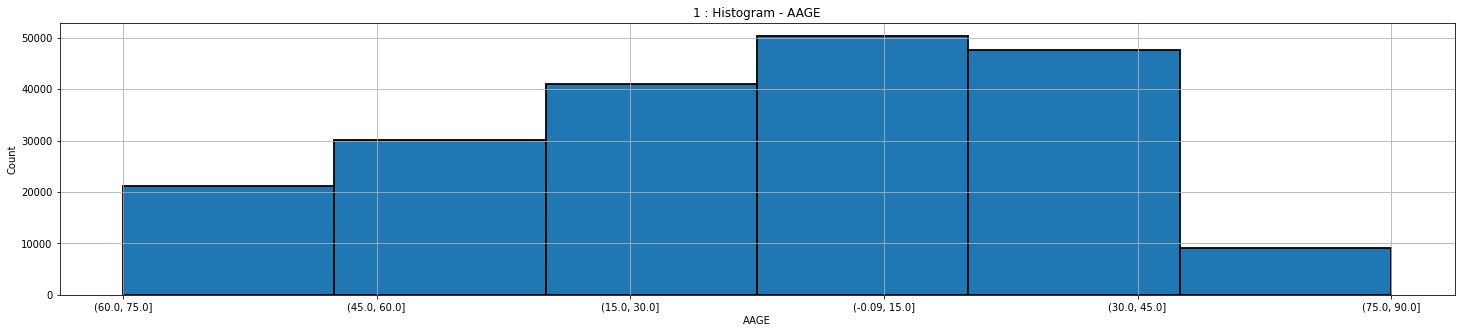 1 : Histogram - AAGE
50000
40000
30000
20000
10000
0
Count
(60.0, 75.0] (45.0, 60.0] (15.0, 30.0] (-0.09, 15.0] (30.0, 45.0] (75.0, 90.0]
AAGE